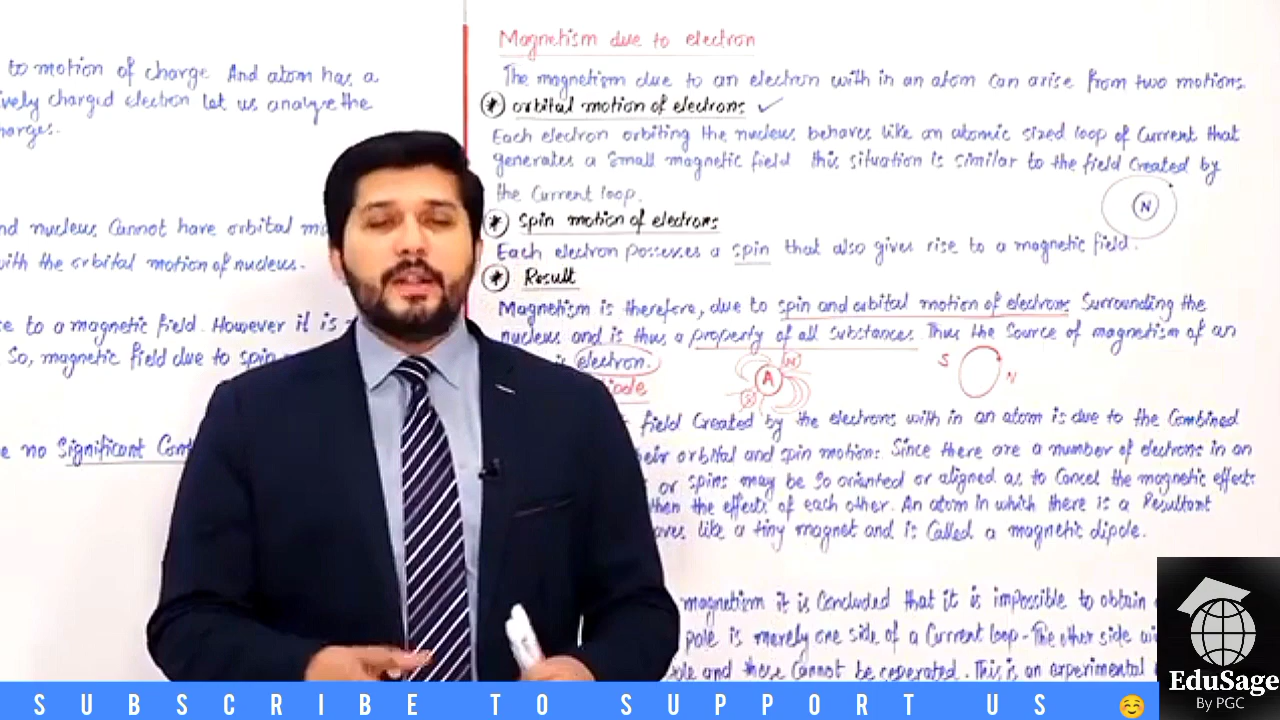 to motion of charge. And atom has a
ively charged electron let us analyze the
harges.
nd nucleus Cannot have orbital
with the orbital motion of nucleus.
e to a magnetic field. However it is
So, magnetic field due to spin
e no Significant Cont
Magnetism due to electron
The magnetism due to an electron with in an atom can arise from two motions.
* orbital motion of electrons ✓
Each electron orbiting the nucleus behaves like an atomic sized loop of Current that
generates a Small magnetic field this situation is similar to the field Created by
the Current loop.
N
* Spin motion of electrons
Each electron possesses a spin that also gives rise to a magnetic field.
* Result
Magnetism is therefore, due to spin and orbital motion of electrons Surrounding the
nucleus and is thus a property of all substances. Thus the Source of magnetism of an
electron.
A
N
S
S
N
field Created by the electrons with in an atom is due to the Combined
their orbital and spin motion. Since there are a number of electrons in an
or spins may be so oriented or aligned as to Cancel the magnetic effects
then the effects of each other. An atom in which there is a Resultant
aves like a tiny magnet and is Called a magnetic dipole.
magnetism it is Concluded that it is impossible to obtain
pole is merely one side of a Current loop. The other side
ole and these Cannot be seperated. This is an experimental
SUBSCRIBE TO SUPPORT US 😊
EduSage
By PGC